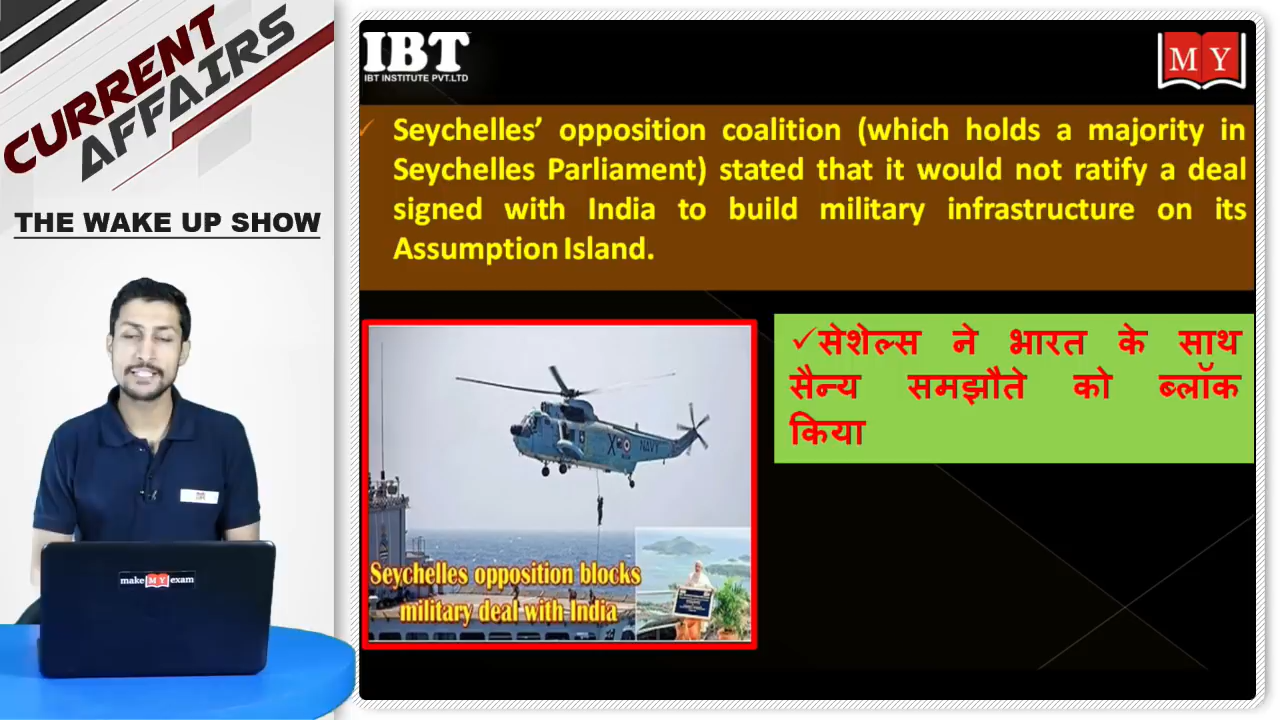 CURRENT
AFFAIRS
THE WAKE UP SHOW
make MY exam
IBT
IBT INSTITUTE PVT.LTD
M Y
✓ Seychelles’ opposition coalition (which holds a majority in
Seychelles Parliament) stated that it would not ratify a deal
signed with India to build military infrastructure on its
Assumption Island.
X
NAVY
Seychelles opposition blocks
military deal with India
✓सेशेल्स ने भारत के साथ
सैन्य समझौते को ब्लॉक
किया